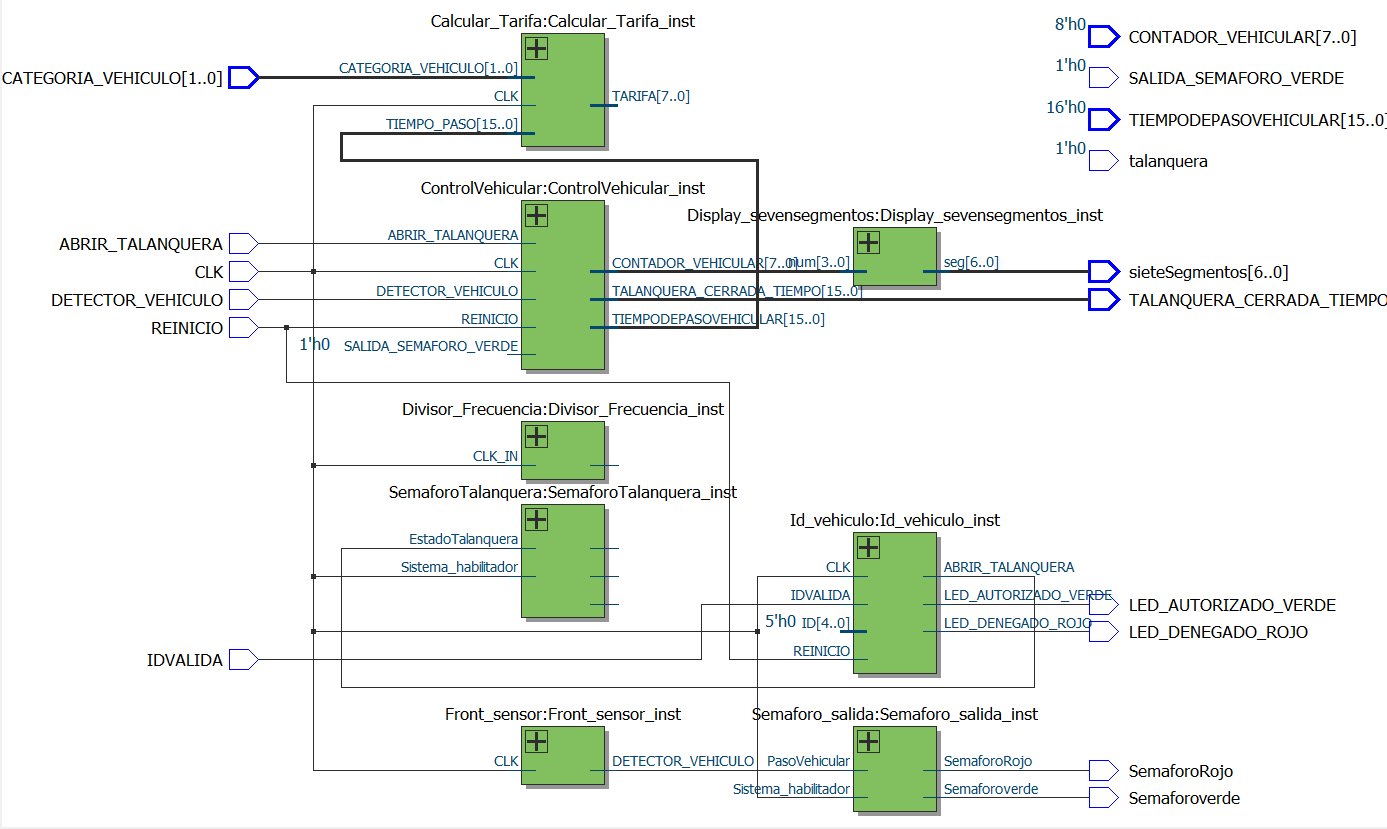 Calcular_Tarifa:Calcular_Tarifa_inst
CATEGORIA_VEHICULO[1..0]
CATEGORIA_VEHICULO[1..0]
CLK
TIEMPO_PASO[15..0]
TARIFA[7..0]
8'h0
CONTADOR_VEHICULAR[7..0]
1'h0
SALIDA_SEMAFORO_VERDE
16'h0
TIEMPODEPASOVEHICULAR[15..0]
1'h0
talanquera
ControlVehicular:ControlVehicular_inst
ABRIR_TALANQUERA
CLK
DETECTOR_VEHICULO
REINICIO
ABRIR_TALANQUERA
CLK
DETECTOR_VEHICULO
REINICIO
1'h0
SALIDA_SEMAFORO_VERDE
CONTADOR_VEHICULAR[7..0]
TALANQUERA_CERRADA_TIEMPO[15..0]
TIEMPODEPASOVEHICULAR[15..0]
Display_sevensegmentos:Display_sevensegmentos_inst
num[3..0]
seg[6..0]
sieteSegmentos[6..0]
TALANQUERA_CERRADA_TIEMPO
Divisor_Frecuencia:Divisor_Frecuencia_inst
CLK_IN
SemaforoTalanquera:SemaforoTalanquera_inst
EstadoTalanquera
Sistema_habilitador
Id_vehiculo:Id_vehiculo_inst
CLK
IDVALIDA
5'h0
ID[4..0]
REINICIO
ABRIR_TALANQUERA
LED_AUTORIZADO_VERDE
LED_DENEGADO_ROJO
LED_AUTORIZADO_VERDE
LED_DENEGADO_ROJO
IDVALIDA
Front_sensor:Front_sensor_inst
CLK
DETECTOR_VEHICULO
Semaforo_salida:Semaforo_salida_inst
PasoVehicular
Sistema_habilitador
SemaforoRojo
Semaforoverde
SemaforoRojo
Semaforoverde